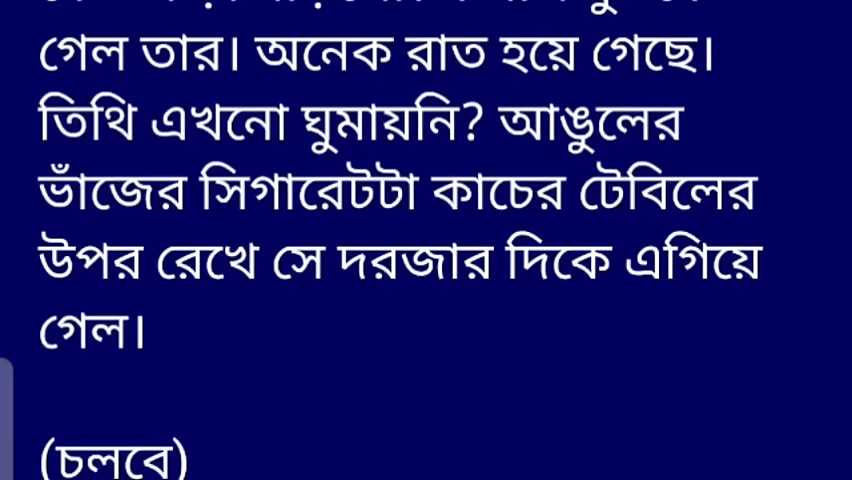 গেল তার। অনেক রাত হয়ে গেছে।
তিথি এখনো ঘুমায়নি? আঙুলের
ভাঁজের সিগারেটটা কাচের টেবিলের
উপর রেখে সে দরজার দিকে এগিয়ে
গেল।
(চলবে)